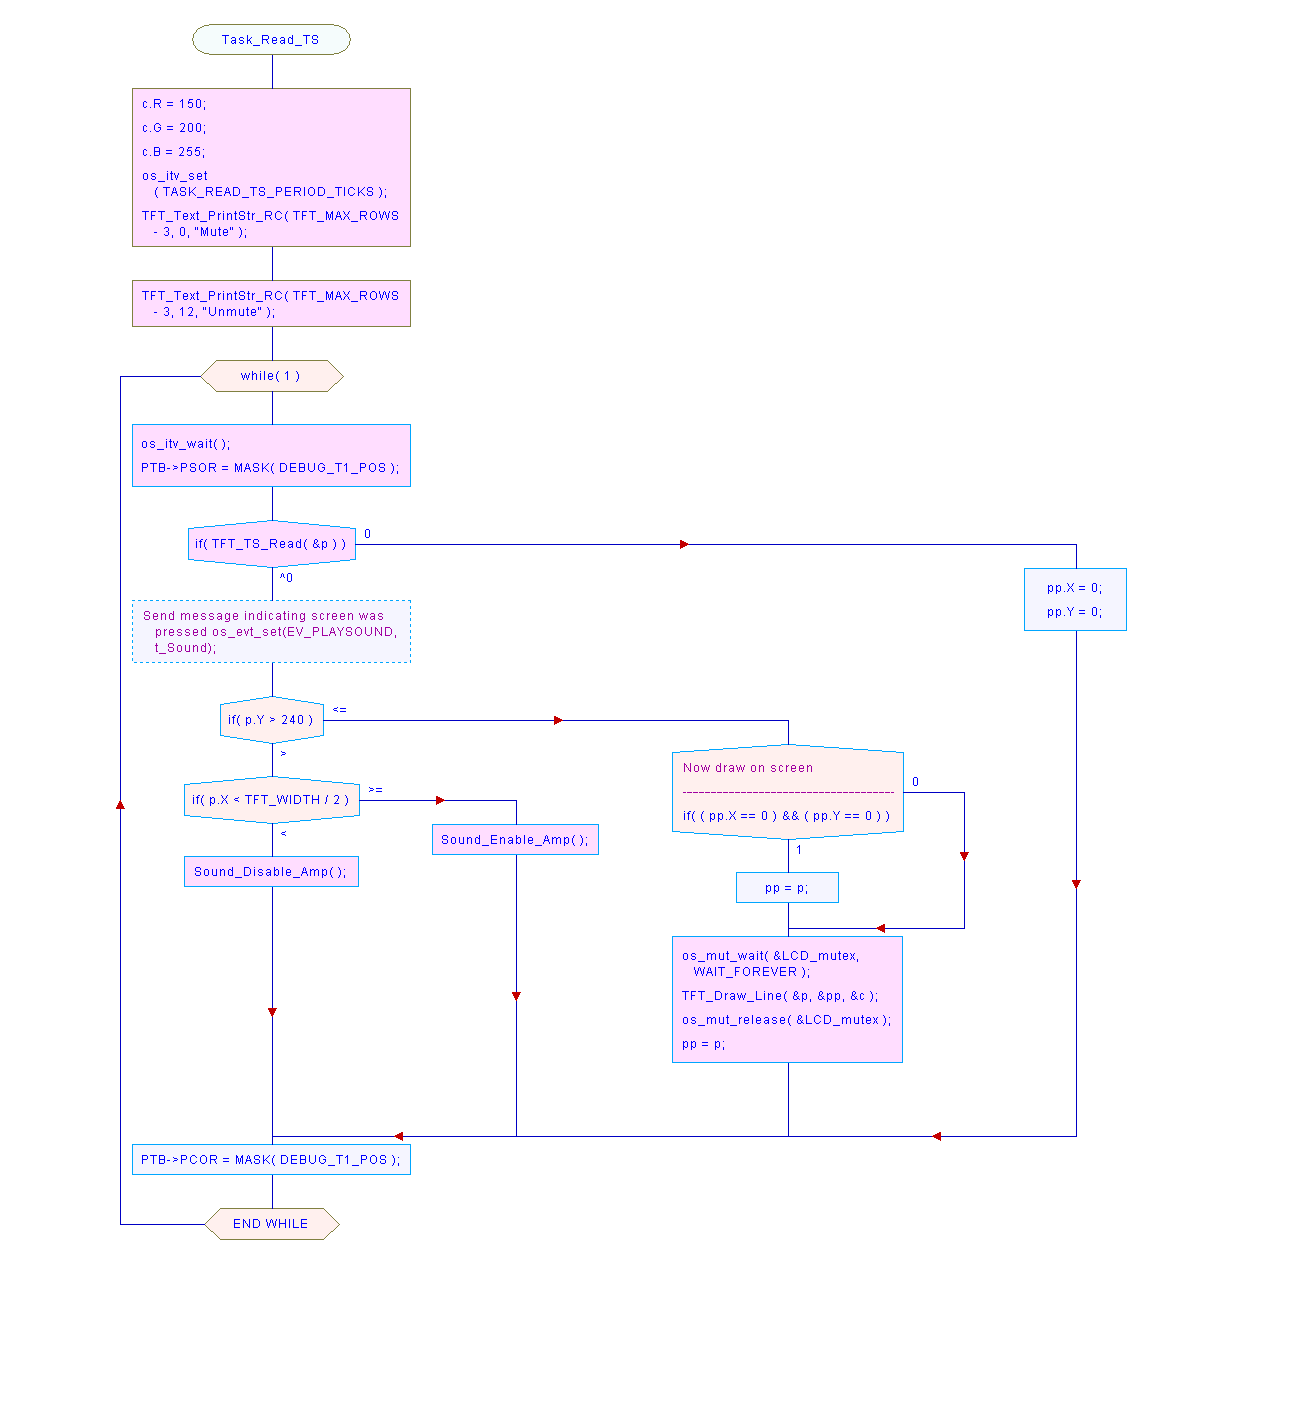 Task_Read_TS
c.R = 150;
c.G = 200;
c.B = 255;
os_itv_set
( TASK_READ_TS_PERIOD_TICKS );
TFT_Text_PrintStr_RC( TFT_MAX_ROWS
- 3, 0, "Mute" );
TFT_Text_PrintStr_RC( TFT_MAX_ROWS
- 3, 12, "Unmute" );
while( 1 )
os_itv_wait( );
PTB->PSOR = MASK( DEBUG_T1_POS );
if( TFT_TS_Read( &p ) )
0
^0
pp.X = 0;
pp.Y = 0;
Send message indicating screen was
pressed os_evt_set(EV_PLAYSOUND,
t_Sound);
if( p.Y > 240 )
<=
>
if( p.X < TFT_WIDTH / 2 )
>=
<
Sound_Enable_Amp( );
Sound_Disable_Amp( );
Now draw on screen
---------------------------------------
if( ( pp.X == 0 ) && ( pp.Y == 0 ) )
0
1
pp = p;
os_mut_wait( &LCD_mutex,
WAIT_FOREVER );
TFT_Draw_Line( &p, &pp, &c );
os_mut_release( &LCD_mutex );
pp = p;
PTB->PCOR = MASK( DEBUG_T1_POS );
END WHILE